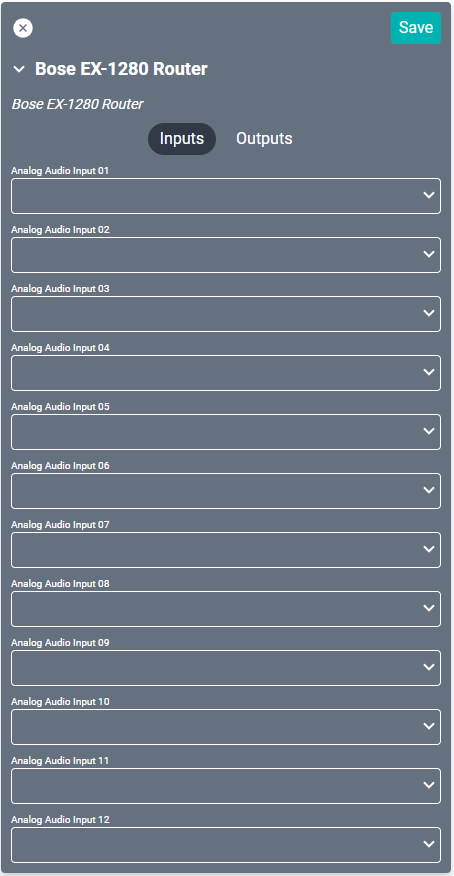 Save
Bose EX-1280 Router
Bose EX-1280 Router
Inputs Outputs
Analog Audio Input 01
Analog Audio Input 02
Analog Audio Input 03
Analog Audio Input 04
Analog Audio Input 05
Analog Audio Input 06
Analog Audio Input 07
Analog Audio Input 08
Analog Audio Input 09
Analog Audio Input 10
Analog Audio Input 11
Analog Audio Input 12